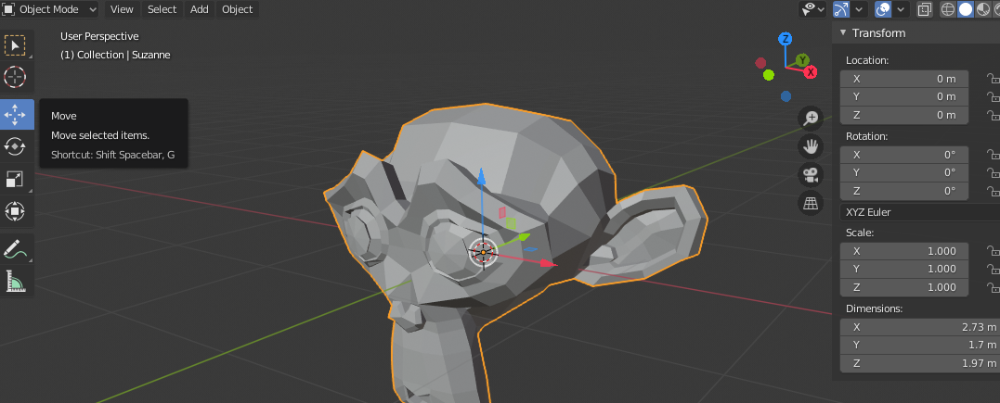 Object Mode View Select Add Object
User Perspective
(1) Collection | Suzanne
Move
Move selected items.
Shortcut: Shift Spacebar, G
Z
Y
X
Transform
Location:
X 0 m
Y 0 m
Z 0 m
Rotation:
X 0°
Y 0°
Z 0°
XYZ Euler
Scale:
X 1.000
Y 1.000
Z 1.000
Dimensions:
X 2.73 m
Y 1.7 m
Z 1.97 m